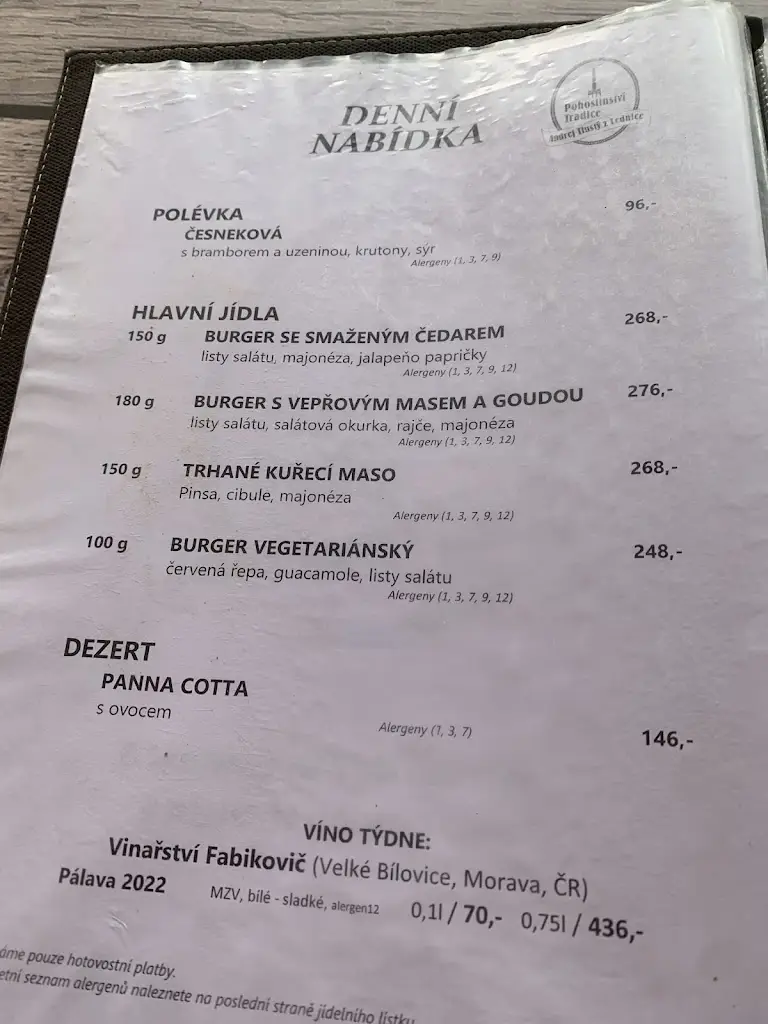 DENNÍ
NABÍDKA
Pohostinství
Tradice
Andrej Tlustý z Lednice
POLÉVKA 96,-
ČESNEKOVÁ
s bramborem a uzeninou, krutony, sýr
Alergeny (1, 3, 7, 9)
HLAVNÍ JÍDLA
150 g BURGER SE SMAŽENÝM ČEDAREM 268,-
listy salátu, majonéza, jalapeňo papričky
Alergeny (1, 3, 7, 9, 12)
180 g BURGER S VEPŘOVÝM MASEM A GOUDOU 276,-
listy salátu, salátová okurka, rajče, majonéza
Alergeny (1, 3, 7, 9, 12)
150 g TRHANÉ KUŘECÍ MASO 268,-
Pinsa, cibule, majonéza
Alergeny (1, 3, 7, 9, 12)
100 g BURGER VEGETARIÁNSKÝ 248,-
červená řepa, guacamole, listy salátu
Alergeny (1, 3, 7, 9, 12)
DEZERT
PANNA COTTA
s ovocem
Alergeny (1, 3, 7) 146,-
VÍNO TÝDNE:
Vinařství Fabikovič (Velké Bílovice, Morava, ČR)
Pálava 2022 MZV, bílé - sladké, alergen12 0,1l / 70,- 0,75l / 436,-
pouze hotovostní platby.
seznam alergenů naleznete na poslední straně jídelního lístku